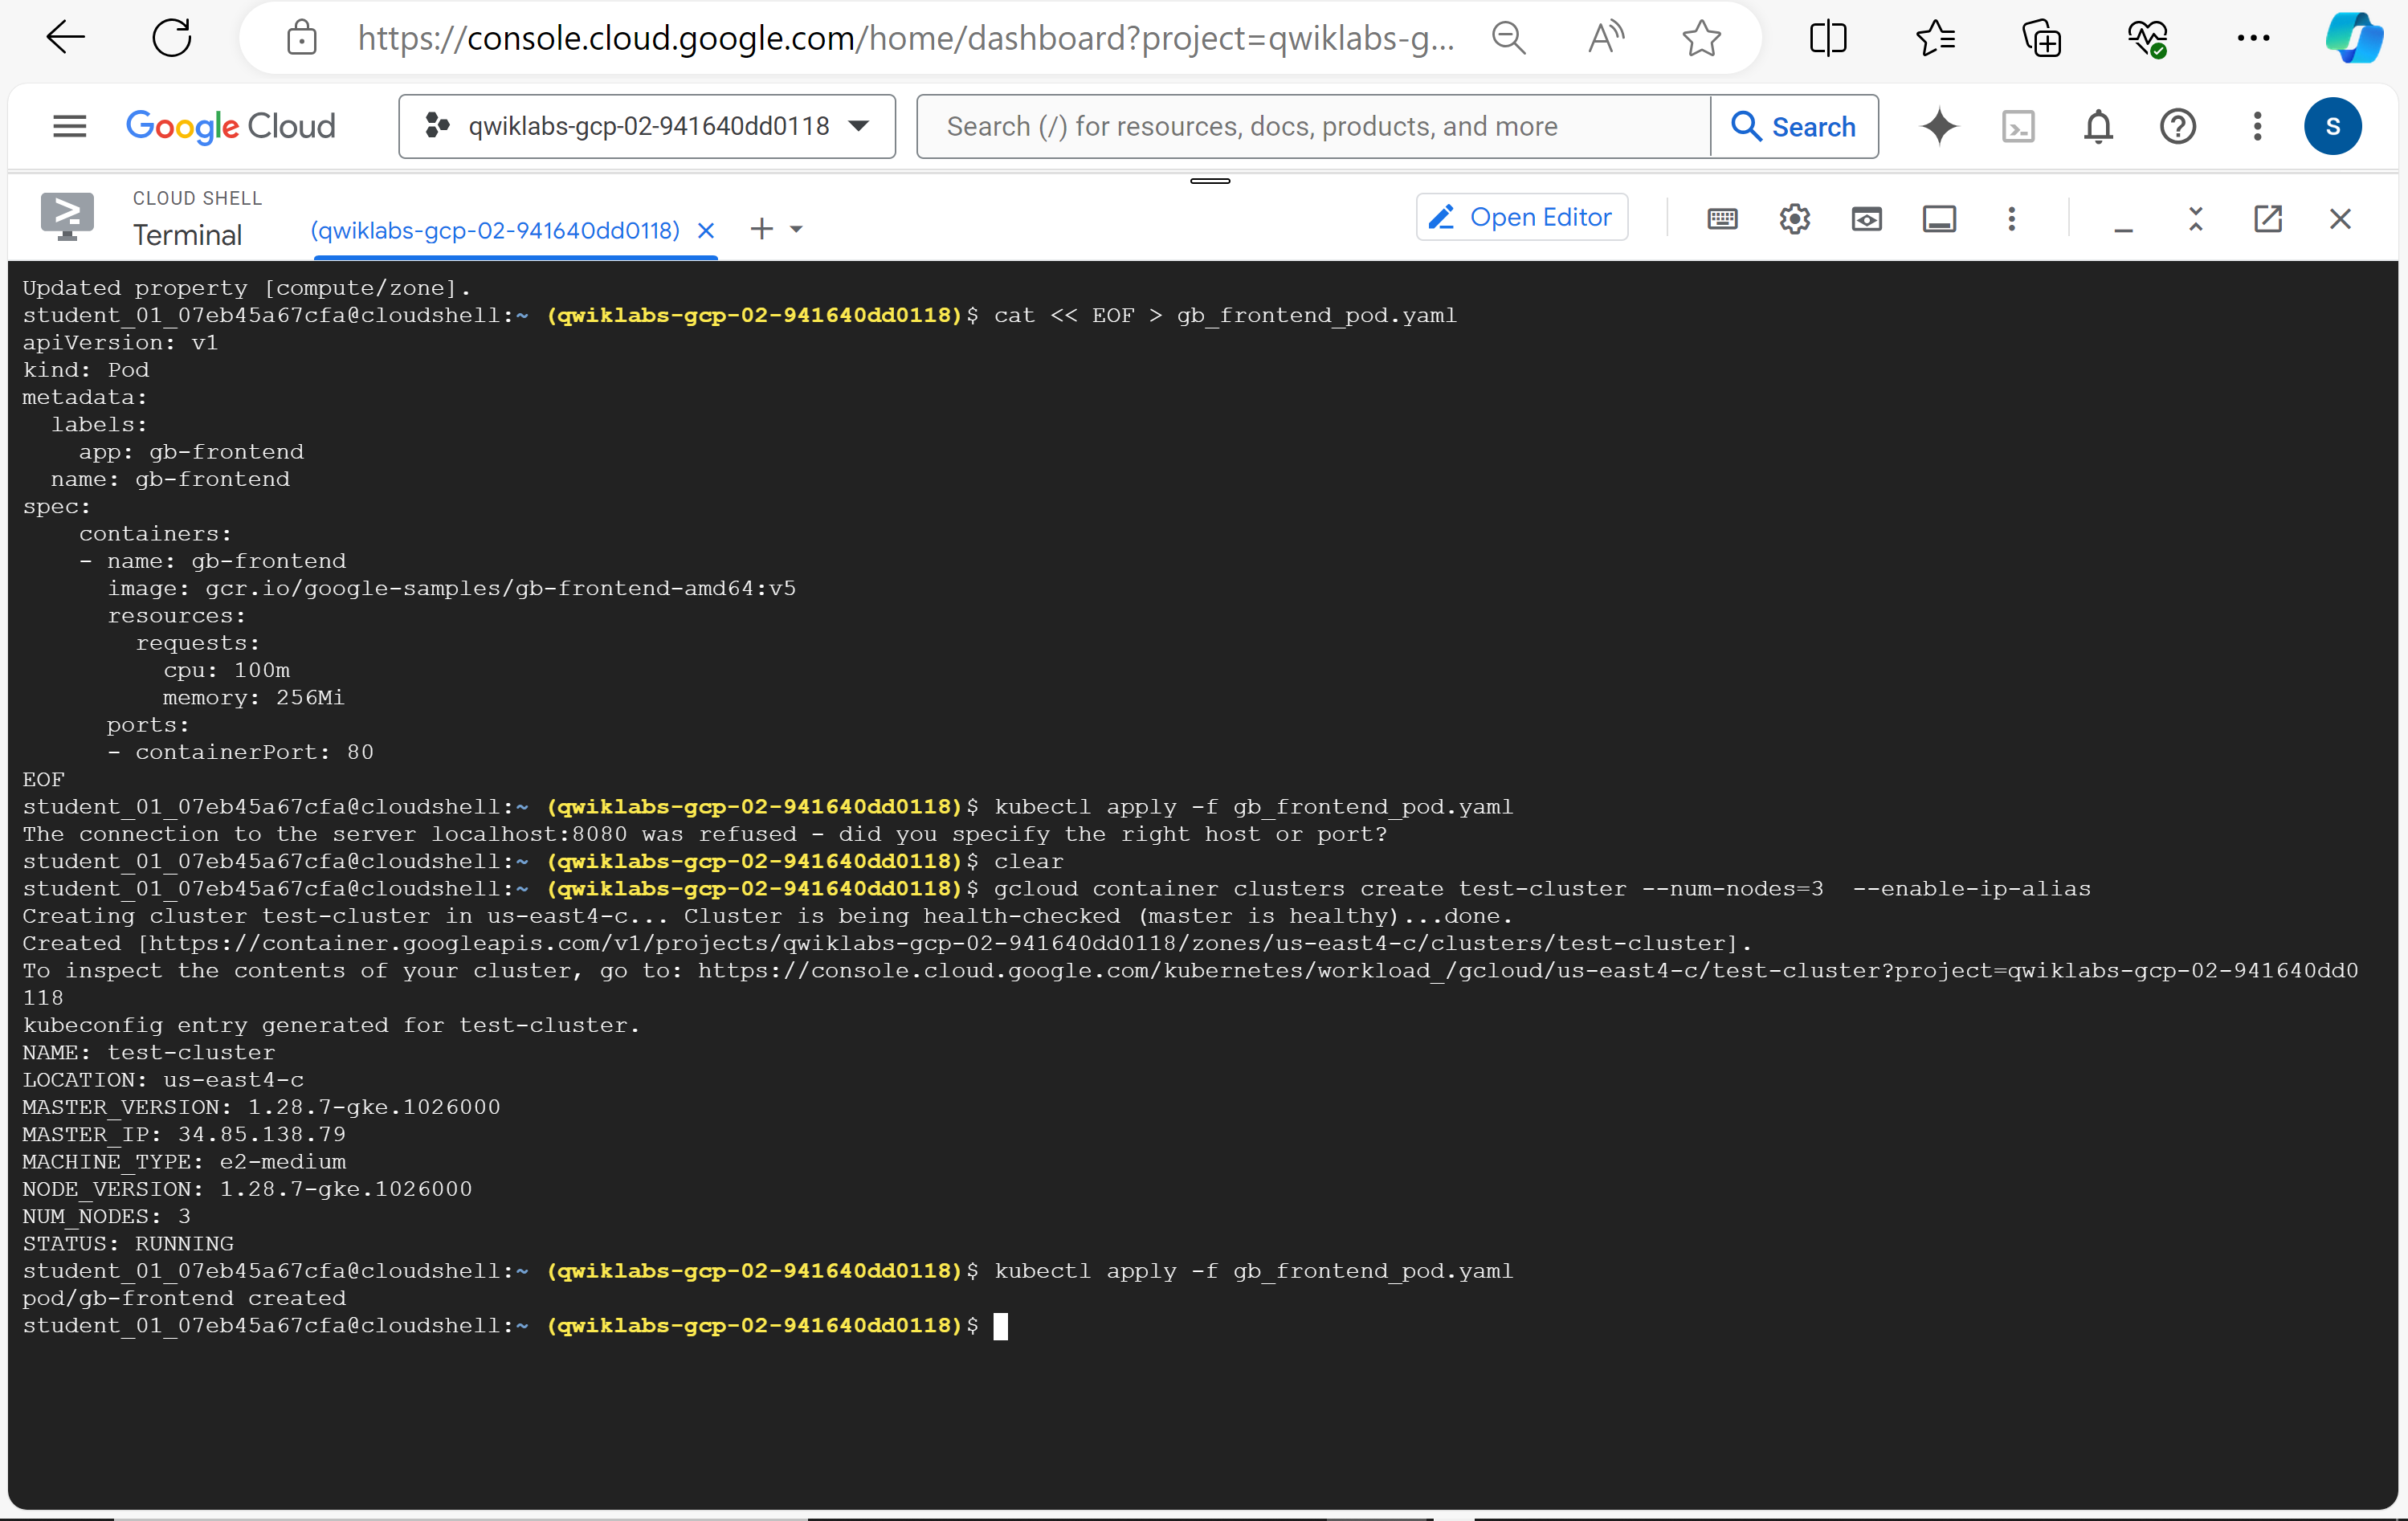 https://console.cloud.google.com/home/dashboard?project=qwiklabs-g...
Google Cloud
qwiklabs-gcp-02-941640dd0118
Search (/) for resources, docs, products, and more
Search
S
CLOUD SHELL
Terminal
(qwiklabs-gcp-02-941640dd0118)
Open Editor
Updated property [compute/zone].
student_01_07eb45a67cfa@cloudshell:~ (qwiklabs-gcp-02-941640dd0118)$ cat << EOF > gb_frontend_pod.yaml
apiVersion: v1
kind: Pod
metadata:
  labels:
    app: gb-frontend
  name: gb-frontend
spec:
    containers:
    - name: gb-frontend
      image: gcr.io/google-samples/gb-frontend-amd64:v5
      resources:
        requests:
          cpu: 100m
          memory: 256Mi
      ports:
      - containerPort: 80
EOF
student_01_07eb45a67cfa@cloudshell:~ (qwiklabs-gcp-02-941640dd0118)$ kubectl apply -f gb_frontend_pod.yaml
The connection to the server localhost:8080 was refused - did you specify the right host or port?
student_01_07eb45a67cfa@cloudshell:~ (qwiklabs-gcp-02-941640dd0118)$ clear
student_01_07eb45a67cfa@cloudshell:~ (qwiklabs-gcp-02-941640dd0118)$ gcloud container clusters create test-cluster --num-nodes=3  --enable-ip-alias
Creating cluster test-cluster in us-east4-c... Cluster is being health-checked (master is healthy)...done.
Created [https://container.googleapis.com/v1/projects/qwiklabs-gcp-02-941640dd0118/zones/us-east4-c/clusters/test-cluster].
To inspect the contents of your cluster, go to: https://console.cloud.google.com/kubernetes/workload_/gcloud/us-east4-c/test-cluster?project=qwiklabs-gcp-02-941640dd0
118
kubeconfig entry generated for test-cluster.
NAME: test-cluster
LOCATION: us-east4-c
MASTER_VERSION: 1.28.7-gke.1026000
MASTER_IP: 34.85.138.79
MACHINE_TYPE: e2-medium
NODE_VERSION: 1.28.7-gke.1026000
NUM_NODES: 3
STATUS: RUNNING
student_01_07eb45a67cfa@cloudshell:~ (qwiklabs-gcp-02-941640dd0118)$ kubectl apply -f gb_frontend_pod.yaml
pod/gb-frontend created
student_01_07eb45a67cfa@cloudshell:~ (qwiklabs-gcp-02-941640dd0118)$